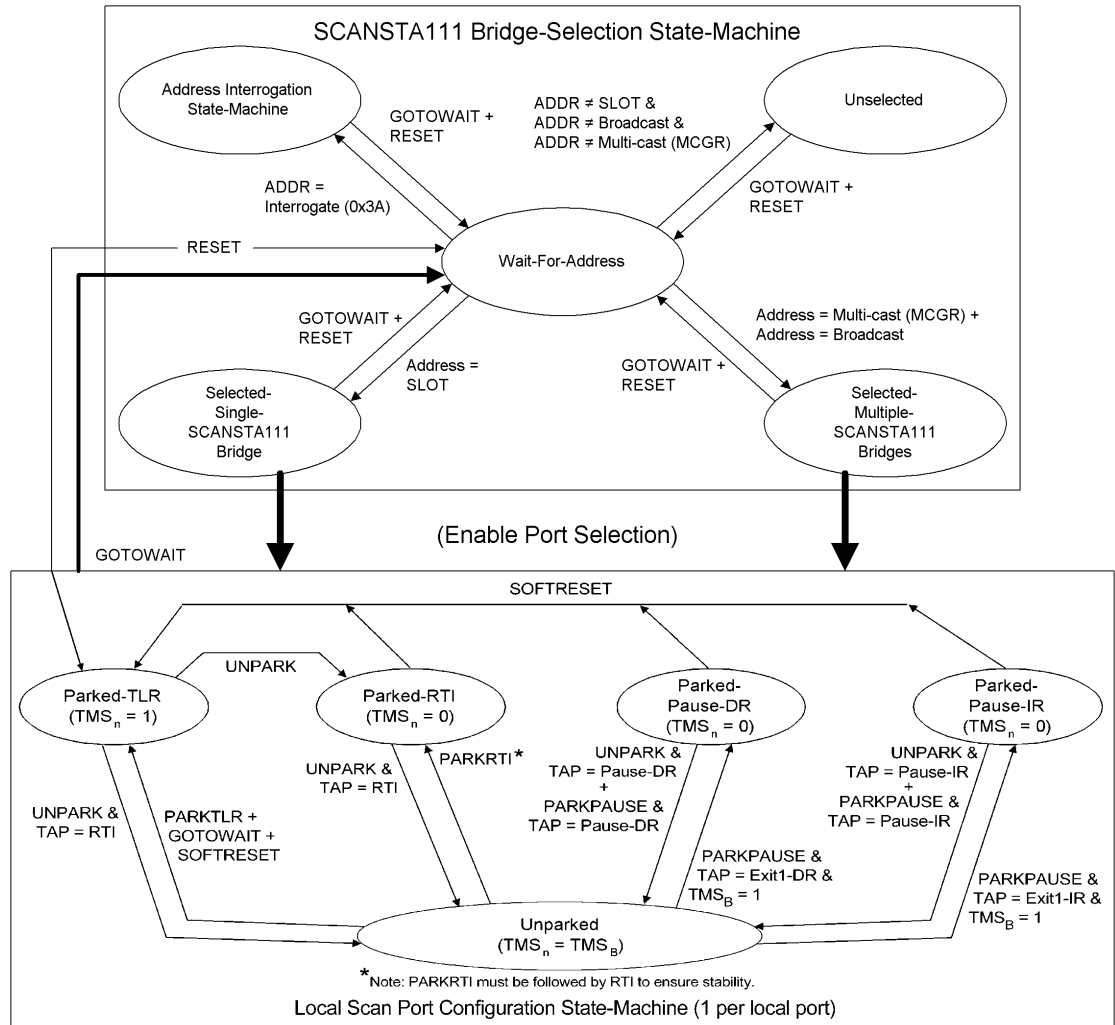 SCANSTA111 Bridge-Selection State-Machine
Address Interrogation
State-Machine
GOTOWAIT +
RESET
ADDR ≠ SLOT &
ADDR ≠ Broadcast &
ADDR ≠ Multi-cast (MCGR)
Unselected
ADDR =
Interrogate (0x3A)
GOTOWAIT +
RESET
RESET
Wait-For-Address
GOTOWAIT +
RESET
Address =
SLOT
Address = Multi-cast (MCGR) +
Address = Broadcast
GOTOWAIT +
RESET
Selected-
Single-
SCANSTA111
Bridge
Selected-
Multiple-
SCANSTA111
Bridges
(Enable Port Selection)
GOTOWAIT
SOFTRESET
UNPARK
Parked-TLR
(TMSn = 1)
Parked-RTI
(TMSn = 0)
Parked-
Pause-DR
(TMSn = 0)
Parked-
Pause-IR
(TMSn = 0)
UNPARK &
TAP = RTI
PARKTLR +
GOTOWAIT +
SOFTRESET
UNPARK &
TAP = RTI
PARKRTI*
UNPARK &
TAP = Pause-DR
+
PARKPAUSE &
TAP = Pause-DR
PARKPAUSE &
TAP = Exit1-DR &
TMSB = 1
UNPARK &
TAP = Pause-IR
+
PARKPAUSE &
TAP = Pause-IR
PARKPAUSE &
TAP = Exit1-IR &
TMSB = 1
Unparked
(TMSn = TMSB)
*Note: PARKRTI must be followed by RTI to ensure stability.
Local Scan Port Configuration State-Machine (1 per local port)